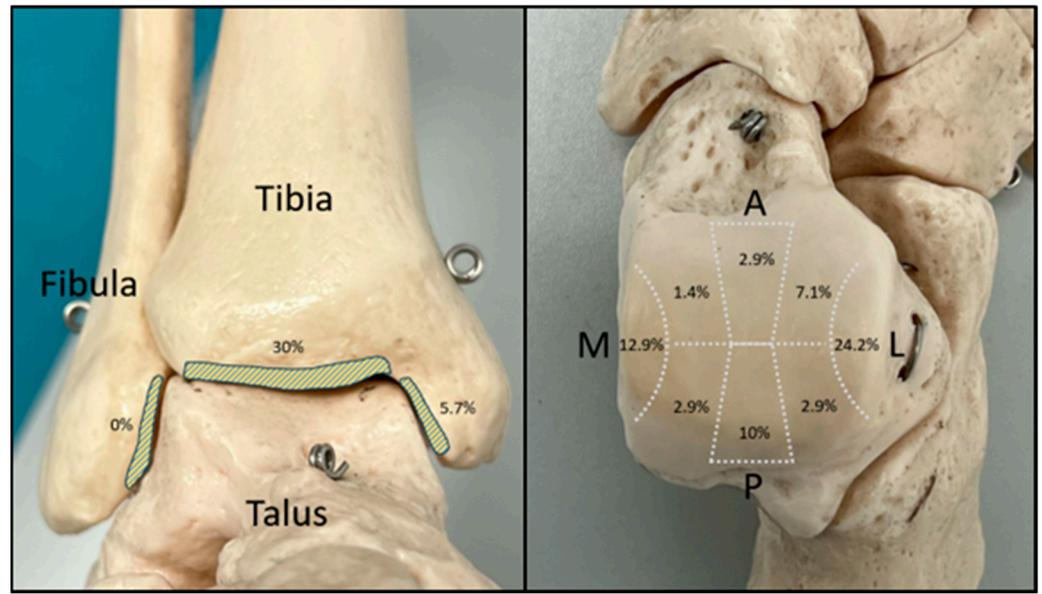 Tibia
Fibula
30%
0%
5.7%
Talus
A
2.9%
1.4%
7.1%
M
12.9%
24.2%
L
2.9%
2.9%
10%
P